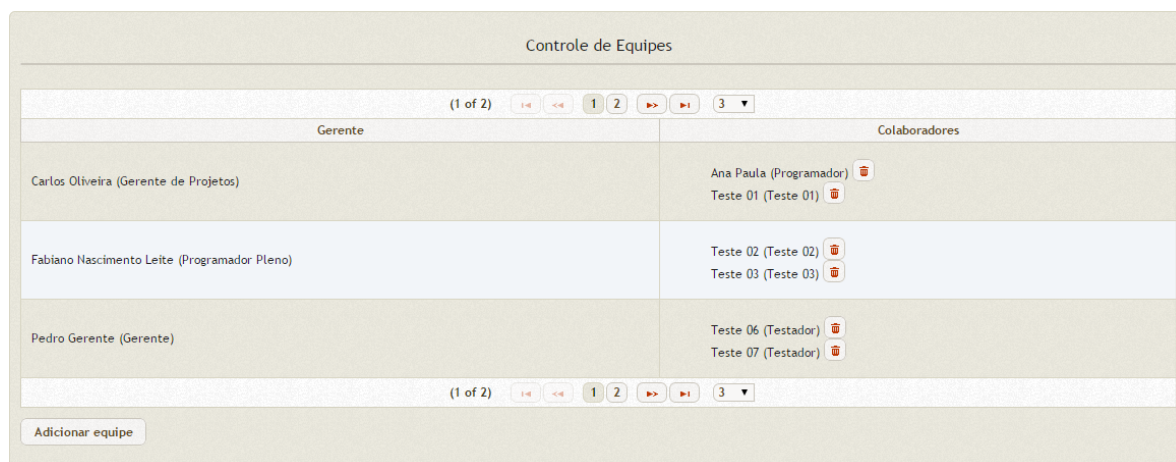 Controle de Equipes
(1 of 2) 1 2 3
Gerente Colaboradores
Carlos Oliveira (Gerente de Projetos)
Ana Paula (Programador)
Teste 01 (Teste 01)
Fabiano Nascimento Leite (Programador Pleno)
Teste 02 (Teste 02)
Teste 03 (Teste 03)
Pedro Gerente (Gerente)
Teste 06 (Testador)
Teste 07 (Testador)
(1 of 2) 1 2 3
Adicionar equipe